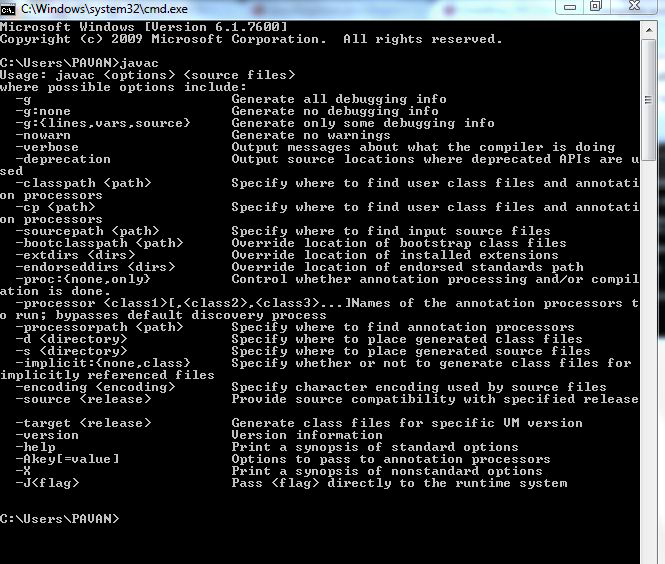 C:\Windows\system32\cmd.exe
Microsoft Windows [Version 6.1.7600]
Copyright (c) 2009 Microsoft Corporation.  All rights reserved.
C:\Users\PAVAN>javac
Usage: javac <options> <source files>
where possible options include:
  -g                         Generate all debugging info
  -g:none                    Generate no debugging info
  -g:{lines,vars,source}     Generate only some debugging info
  -nowarn                    Generate no warnings
  -verbose                   Output messages about what the compiler is doing
  -deprecation               Output source locations where deprecated APIs are u
sed
  -classpath <path>          Specify where to find user class files and annotati
on processors
  -cp <path>                 Specify where to find user class files and annotati
on processors
  -sourcepath <path>         Specify where to find input source files
  -bootclasspath <path>      Override location of bootstrap class files
  -extdirs <dirs>            Override location of installed extensions
  -endorseddirs <dirs>       Override location of endorsed standards path
  -proc:{none,only}          Control whether annotation processing and/or compil
ation is done.
  -processor <class1>[,<class2>,<class3>...]Names of the annotation processors t
o run; bypasses default discovery process
  -processorpath <path>      Specify where to find annotation processors
  -d <directory>             Specify where to place generated class files
  -s <directory>             Specify where to place generated source files
  -implicit:{none,class}     Specify whether or not to generate class files for
implicitly referenced files
  -encoding <encoding>       Specify character encoding used by source files
  -source <release>          Provide source compatibility with specified release
  -target <release>          Generate class files for specific VM version
  -version                   Version information
  -help                      Print a synopsis of standard options
  -Akey[=value]              Options to pass to annotation processors
  -X                         Print a synopsis of nonstandard options
  -J<flag>                   Pass <flag> directly to the runtime system
C:\Users\PAVAN>